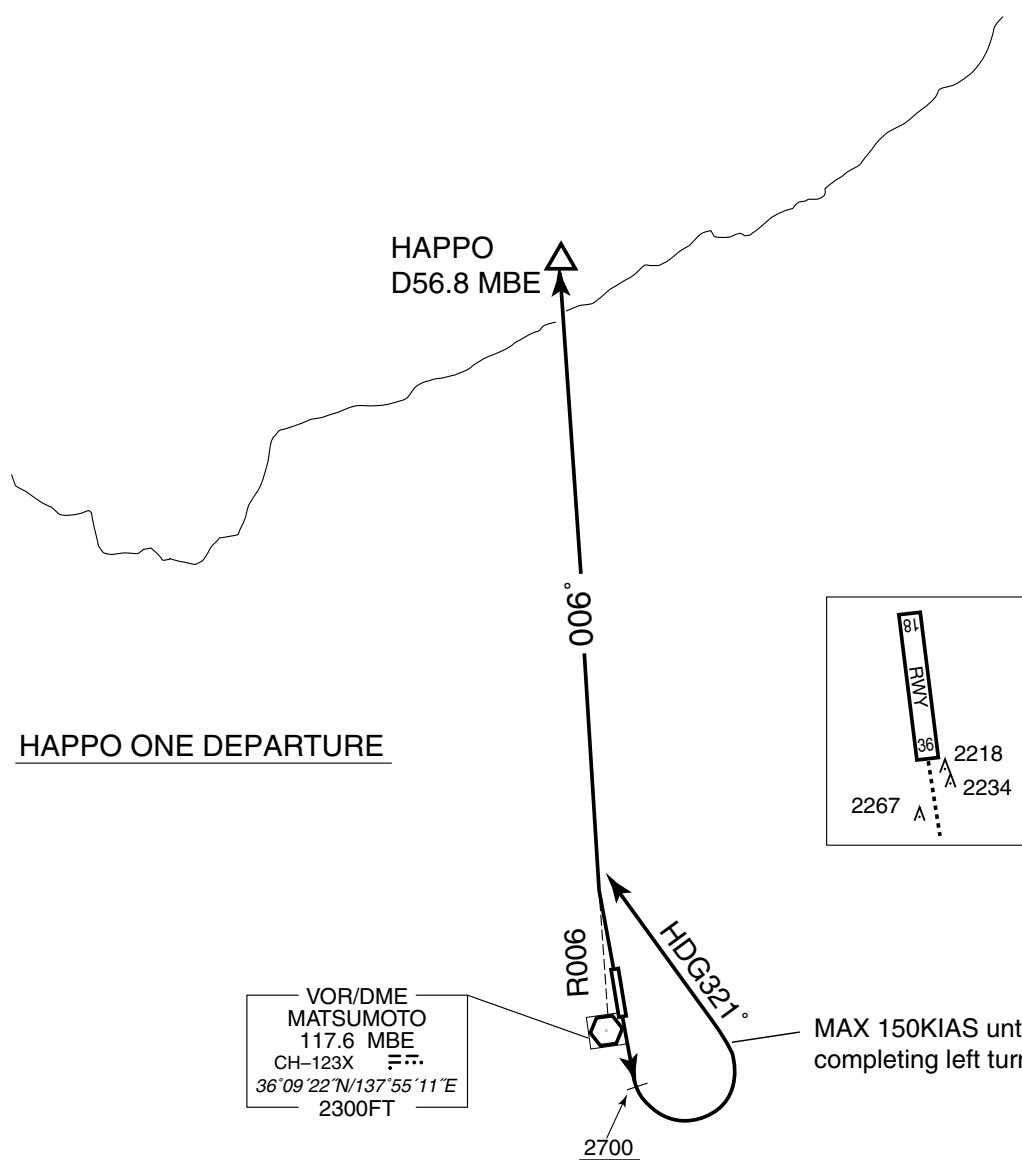 HAPPO
D56.8 MBE
006°
HAPPO ONE DEPARTURE
18
RWY
36
2218
2234
2267
R006
HDG321°
VOR/DME
MATSUMOTO
117.6 MBE
CH–123X
36°09´22˝N/137°55´11˝E
2300FT
MAX 150KIAS unt
completing left turn
2700